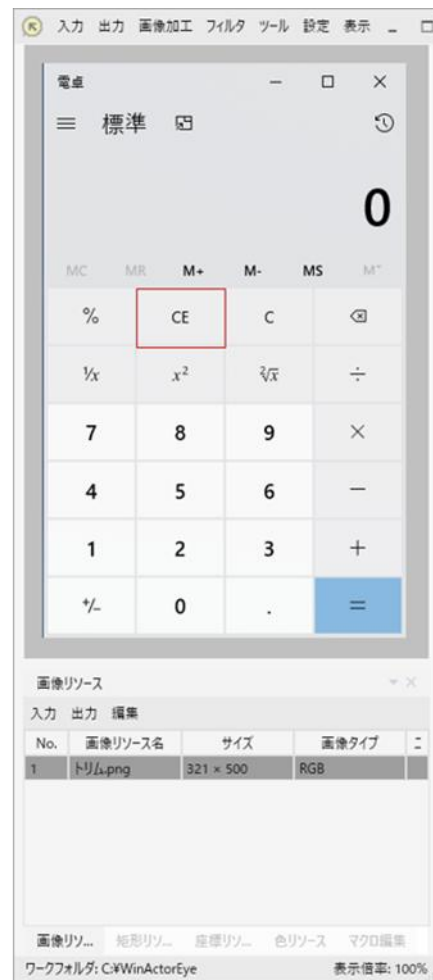 入力 出力 画像加工 フィルタ ツール 設定 表示
電卓
標準
0
MC MR M+ M- MS M˅
% CE C
¹/x x² ²√x ÷
7 8 9 ×
4 5 6 −
1 2 3 +
+/− 0 . =
画像リソース
入力 出力 編集
No. 画像リソース名 サイズ 画像タイプ
1 トリム.png 321 × 500 RGB
画像リソ... 矩形リソ... 座標リソ... 色リソース マクロ編集
ワークフォルダ: C:¥WinActorEye 表示倍率: 100%